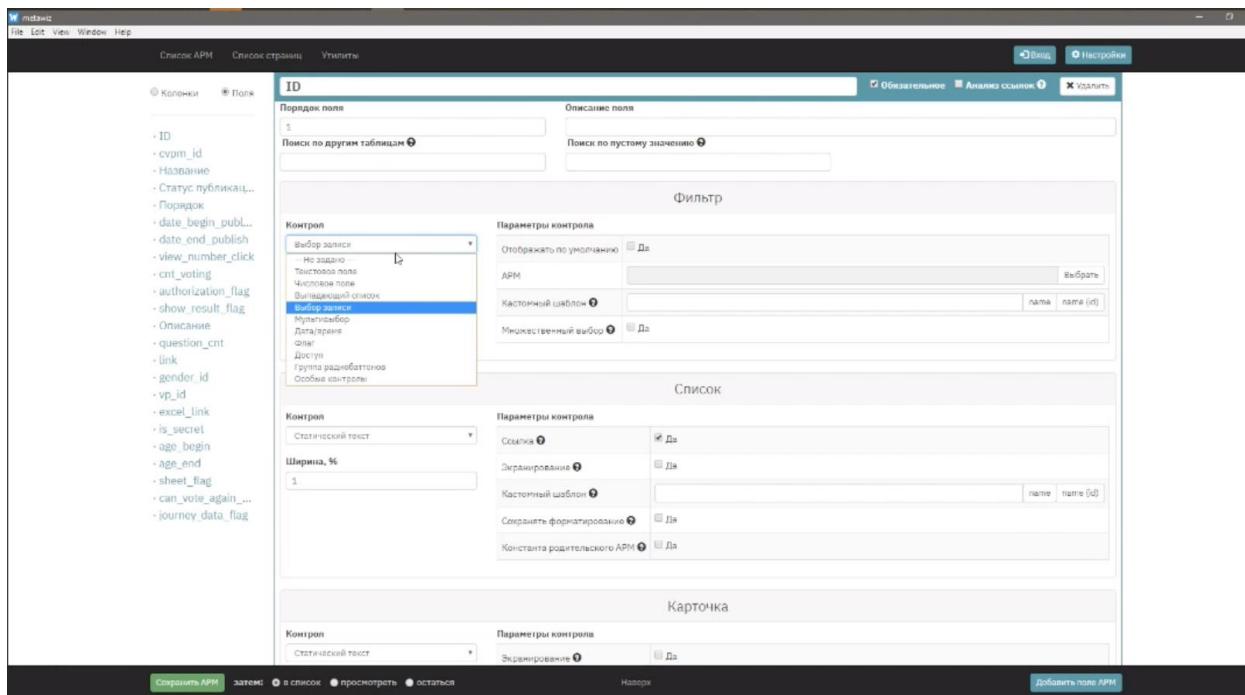 metawiz
File Edit View Window Help
Список АРМ Список страниц Утилиты Вход Настройки
Колонки Поля
ID Обязательное Анализ ссылок Удалить
Порядок поля Описание поля
1
Поиск по другим таблицам Поиск по пустому значению
· ID
· cvpm_id
· Название
· Статус публикац...
· Порядок
· date_begin_publ...
· date_end_publish
· view_number_click
· cnt_voting
· authorization_flag
· show_result_flag
· Описание
· question_cnt
· link
· gender_id
· vp_id
· excel_link
· is_secret
· age_begin
· age_end
· sheet_flag
· can_vote_again_...
· journey_data_flag
Фильтр
Контрол Параметры контрола
Выбор записи
-- Не задано --
Текстовое поле
Числовое поле
Выпадающий список
Выбор записи
Мультивыбор
Дата/время
Флаг
Доступ
Группа радиобаттонов
Особые контролы
Отображать по умолчанию Да
АРМ Выбрать
Кастомный шаблон name name (id)
Множественный выбор Да
Список
Контрол Параметры контрола
Статический текст
Ширина, %
1
Ссылка Да
Экранирование Да
Кастомный шаблон name name (id)
Сохранять форматирование Да
Константа родительского АРМ Да
Карточка
Контрол Параметры контрола
Статический текст Экранирование Да
Сохранить АРМ затем: в список просмотреть остаться Наверх Добавить поле АРМ